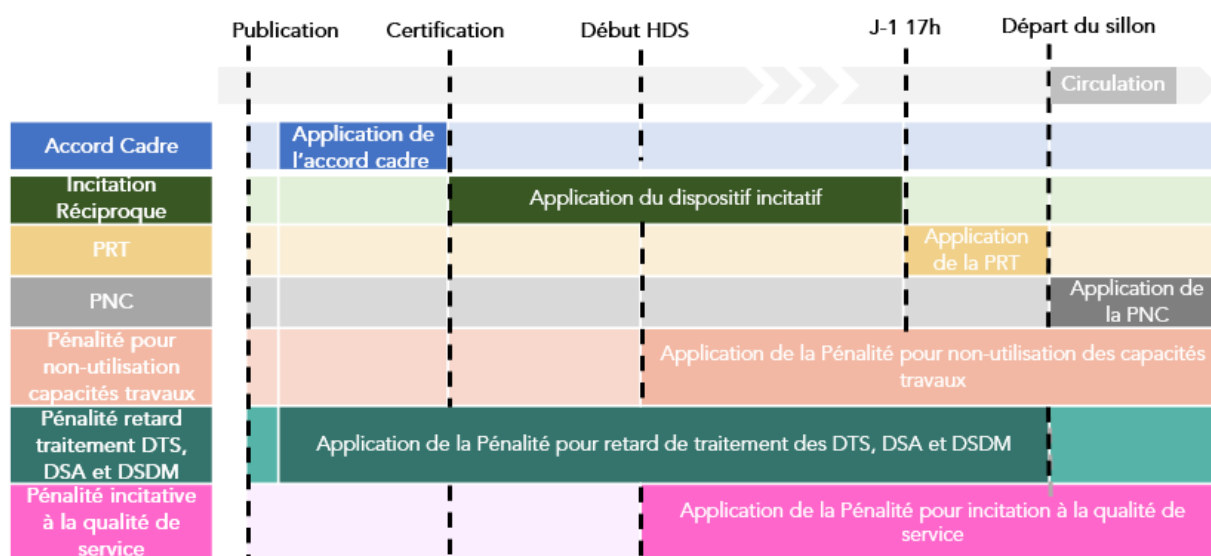 Publication
Certification
Début HDS
J-1 17h
Départ du sillon
Circulation
Accord Cadre
Application de
l'accord cadre
Incitation
Réciproque
Application du dispositif incitatif
PRT
Application
de la PRT
PNC
Application de
la PNC
Pénalité pour
non-utilisation
capacités travaux
Application de la Pénalité pour non-utilisation des capacités
travaux
Pénalité retard
traitement DTS,
DSA et DSDM
Application de la Pénalité pour retard de traitement des DTS, DSA et DSDM
Pénalité incitative
à la qualité de
service
Application de la Pénalité pour incitation à la qualité de
service